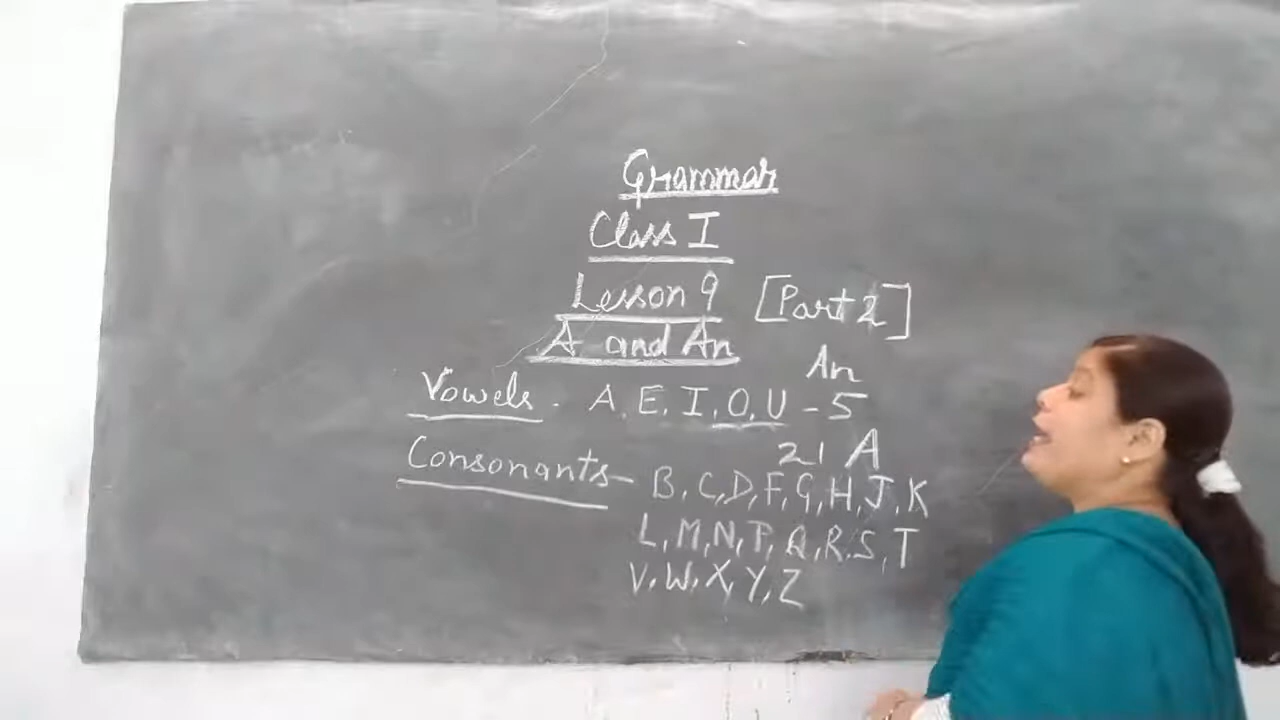 Grammar
Class I
Lesson 9 [Part 2]
A and An
An
Vowels - A, E, I, O, U - 5
21 A
Consonants - B, C, D, F, G, H, J, K
L, M, N, P, Q, R, S, T
V, W, X, Y, Z